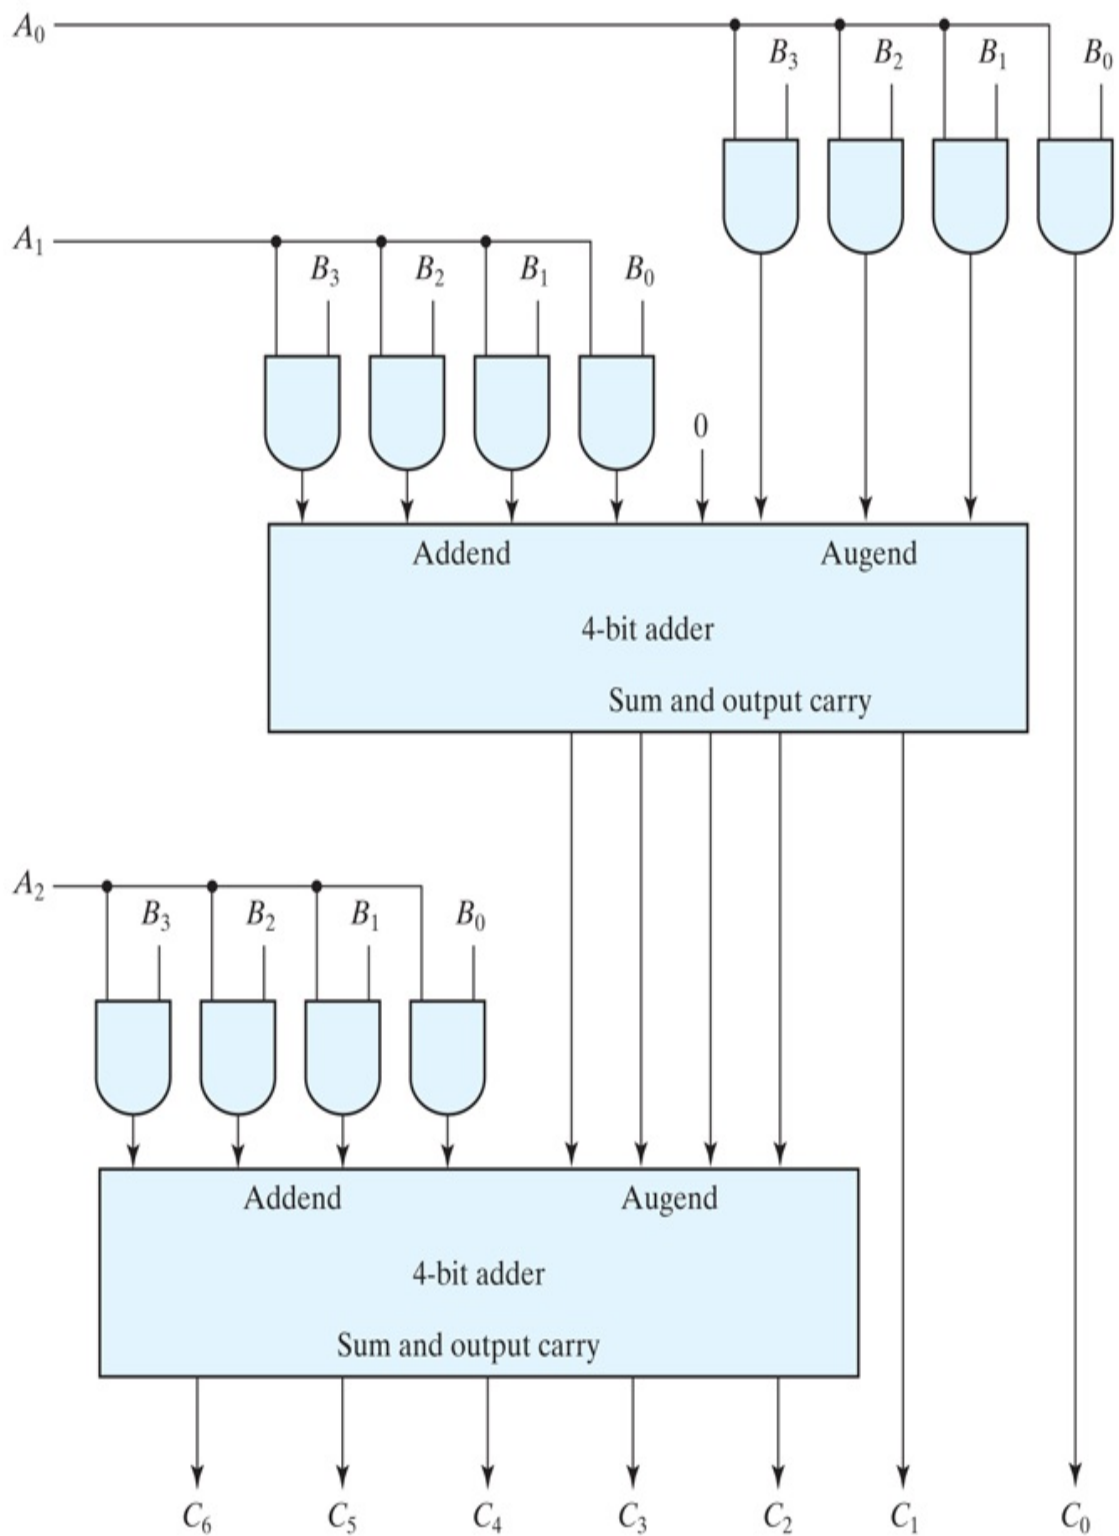 A₀
B₃ B₂ B₁ B₀
A₁
B₃ B₂ B₁ B₀
0
Addend Augend
4-bit adder
Sum and output carry
A₂
B₃ B₂ B₁ B₀
Addend Augend
4-bit adder
Sum and output carry
C₆ C₅ C₄ C₃ C₂ C₁ C₀